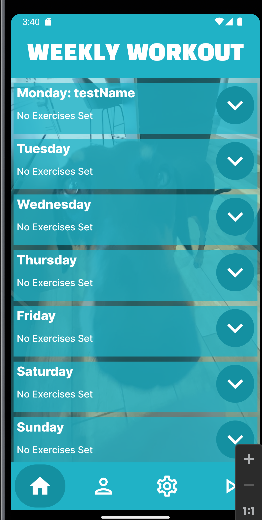 3:40
WEEKLY WORKOUT
Monday: testName
No Exercises Set
Tuesday
No Exercises Set
Wednesday
No Exercises Set
Thursday
No Exercises Set
Friday
No Exercises Set
Saturday
No Exercises Set
Sunday
No Exercises Set
1:1